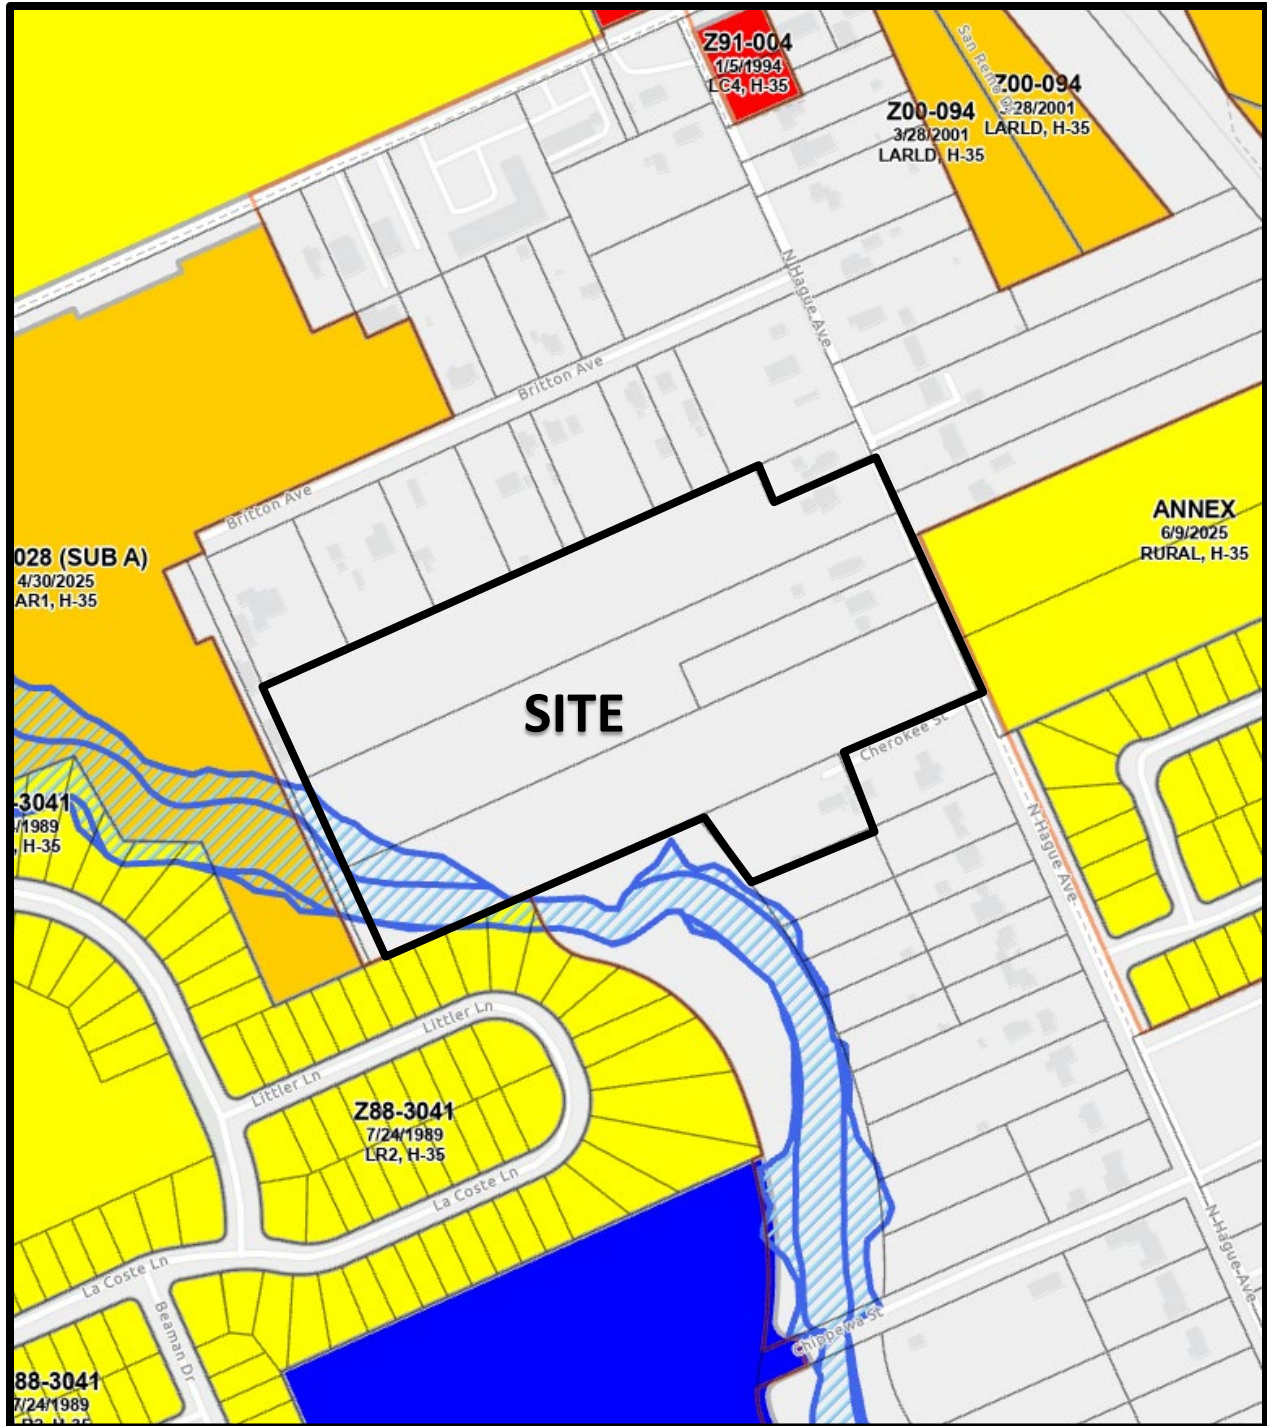 Z91-004
1/5/1994
LC4, H-35
San Remo Dr
Z00-094
3/28/2001
LARLD, H-35
Z00-094
3/28/2001
LARLD, H-35
N Hague Ave
Britton Ave
Britton Ave
ANNEX
6/9/2025
RURAL, H-35
028 (SUB A)
4/30/2025
AR1, H-35
SITE
Cherokee St
-3041
/1989
, H-35
N Hague Ave
Littler Ln
Littler Ln
Z88-3041
7/24/1989
LR2, H-35
La Coste Ln
La Coste Ln
N Hague Ave
Chippewa St
Beaman Dr
88-3041
7/24/1989
R2, H-35